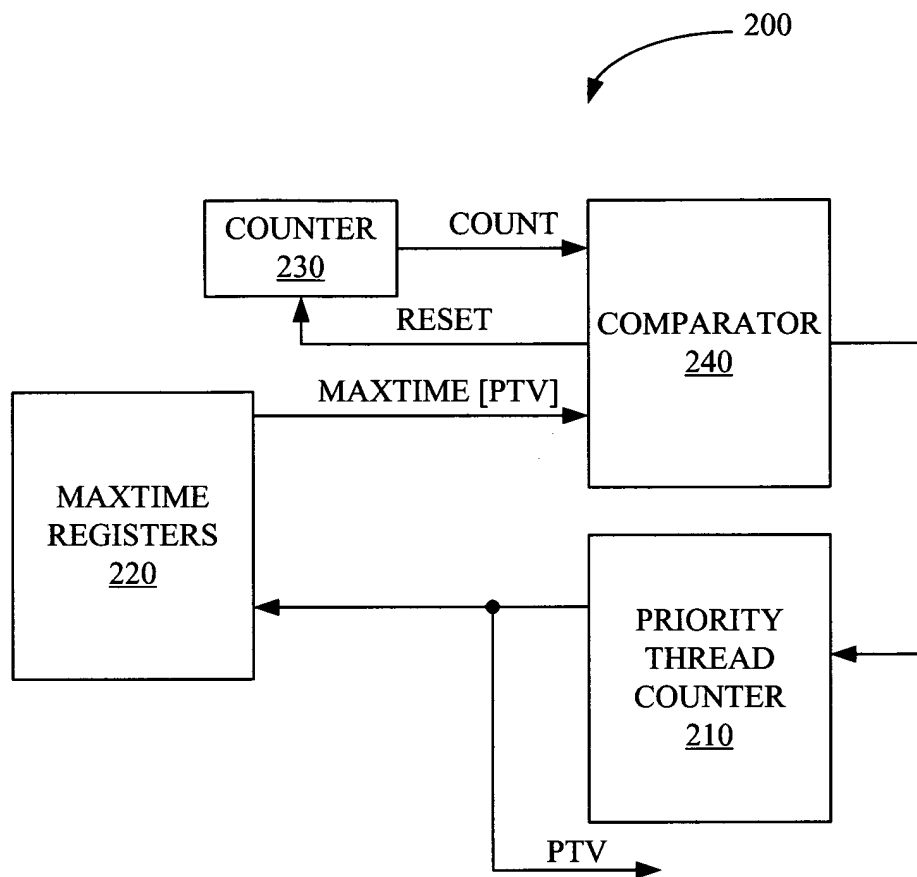 200
COUNTER
230
COUNT
RESET
COMPARATOR
240
MAXTIME [PTV]
MAXTIME
REGISTERS
220
PRIORITY
THREAD
COUNTER
210
PTV